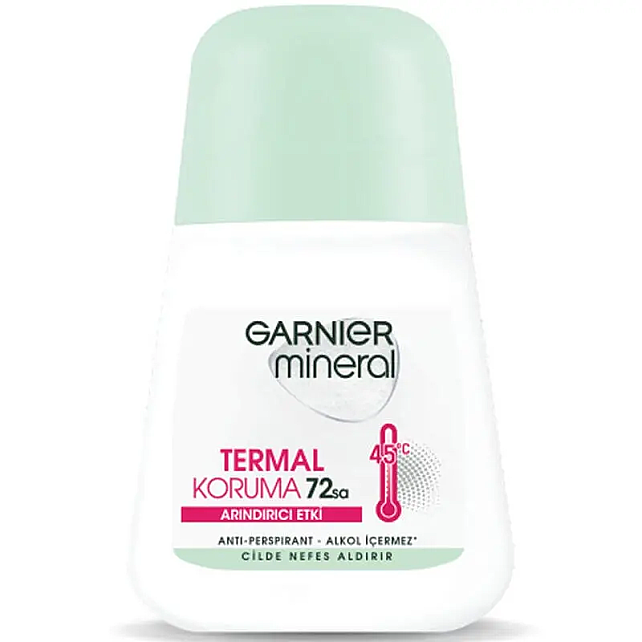 GARNIER
mineral
TERMAL
KORUMA 72sa
ARINDIRICI ETKİ
45°C
ANTI-PERSPIRANT - ALKOL İÇERMEZ*
CİLDE NEFES ALDIRIR